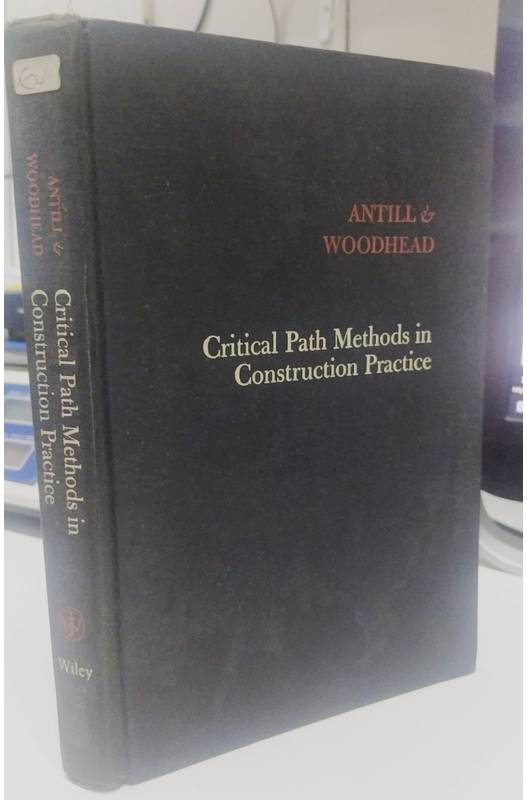 ANTILL &
WOODHEAD
Critical Path Methods in
Construction Practice
ANTILL &
WOODHEAD
Critical Path Methods in
Construction Practice
Wiley